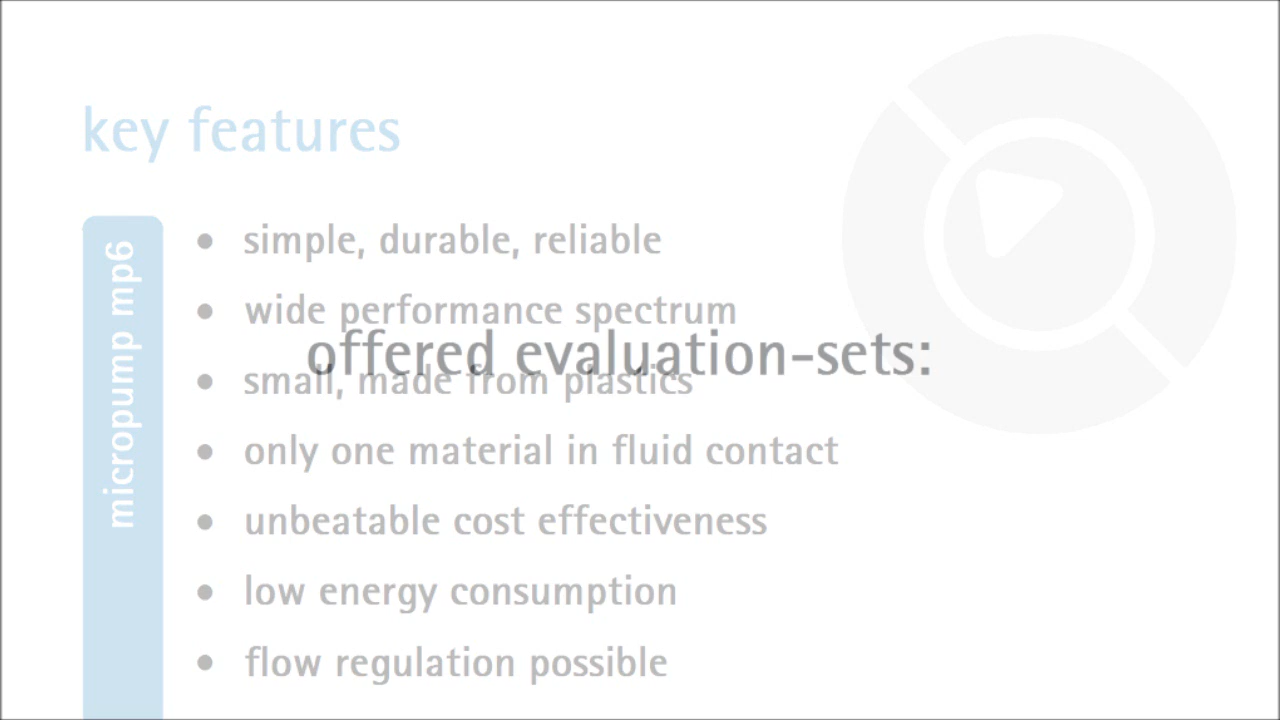 key features
micropump mp6
• simple, durable, reliable
• wide performance spectrum
offered evaluation-sets:
• small, made from plastics
• only one material in fluid contact
• unbeatable cost effectiveness
• low energy consumption
• flow regulation possible